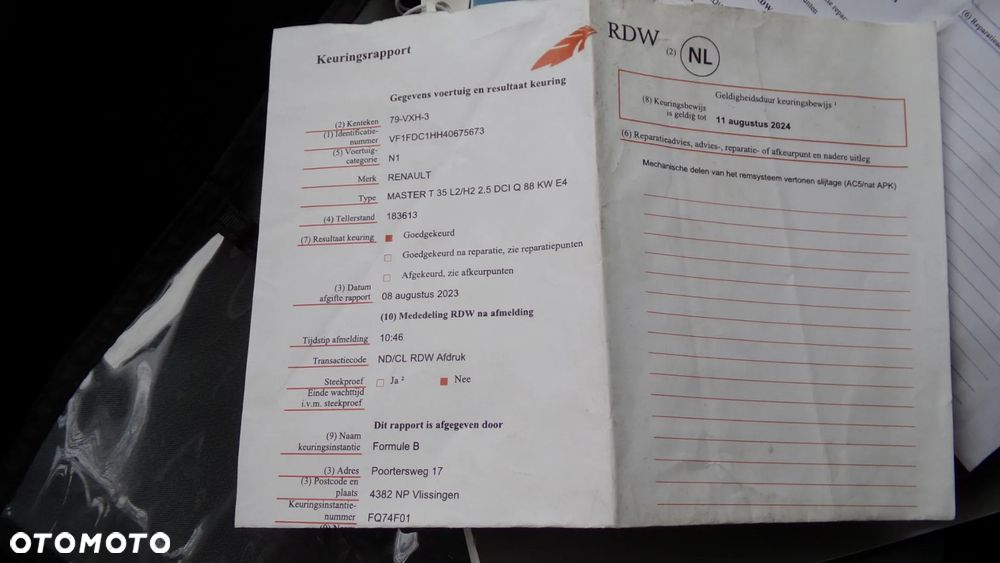 Keuringsrapport
Gegevens voertuig en resultaat keuring
(2) Kenteken 79-VXH-3
(1) Identificatie-
nummer VF1FDC1HH40675673
(5) Voertuig-
categorie N1
Merk RENAULT
Type MASTER T 35 L2/H2 2.5 DCI Q 88 KW E4
(4) Tellerstand 183613
(7) Resultaat keuring Goedgekeurd
Goedgekeurd na reparatie, zie reparatiepunten
Afgekeurd, zie afkeurpunten
(3) Datum
afgifte rapport 08 augustus 2023
(10) Mededeling RDW na afmelding
Tijdstip afmelding 10:46
Transactiecode ND/CL RDW Afdruk
Steekproef Ja ² Nee
Einde wachttijd
i.v.m. steekproef
Dit rapport is afgegeven door
(9) Naam
keuringsinstantie Formule B
(3) Adres Poortersweg 17
(3) Postcode en
plaats 4382 NP Vlissingen
Keuringsinstantie-
nummer FQ74F01
RDW (2) NL
Geldigheidsduur keuringsbewijs ¹
(8) Keuringsbewijs
is geldig tot 11 augustus 2024
(6) Reparatieadvies, advies-, reparatie- of afkeurpunt en nadere uitleg
Mechanische delen van het remsysteem vertonen slijtage (AC5/nat APK)
OTOMOTO